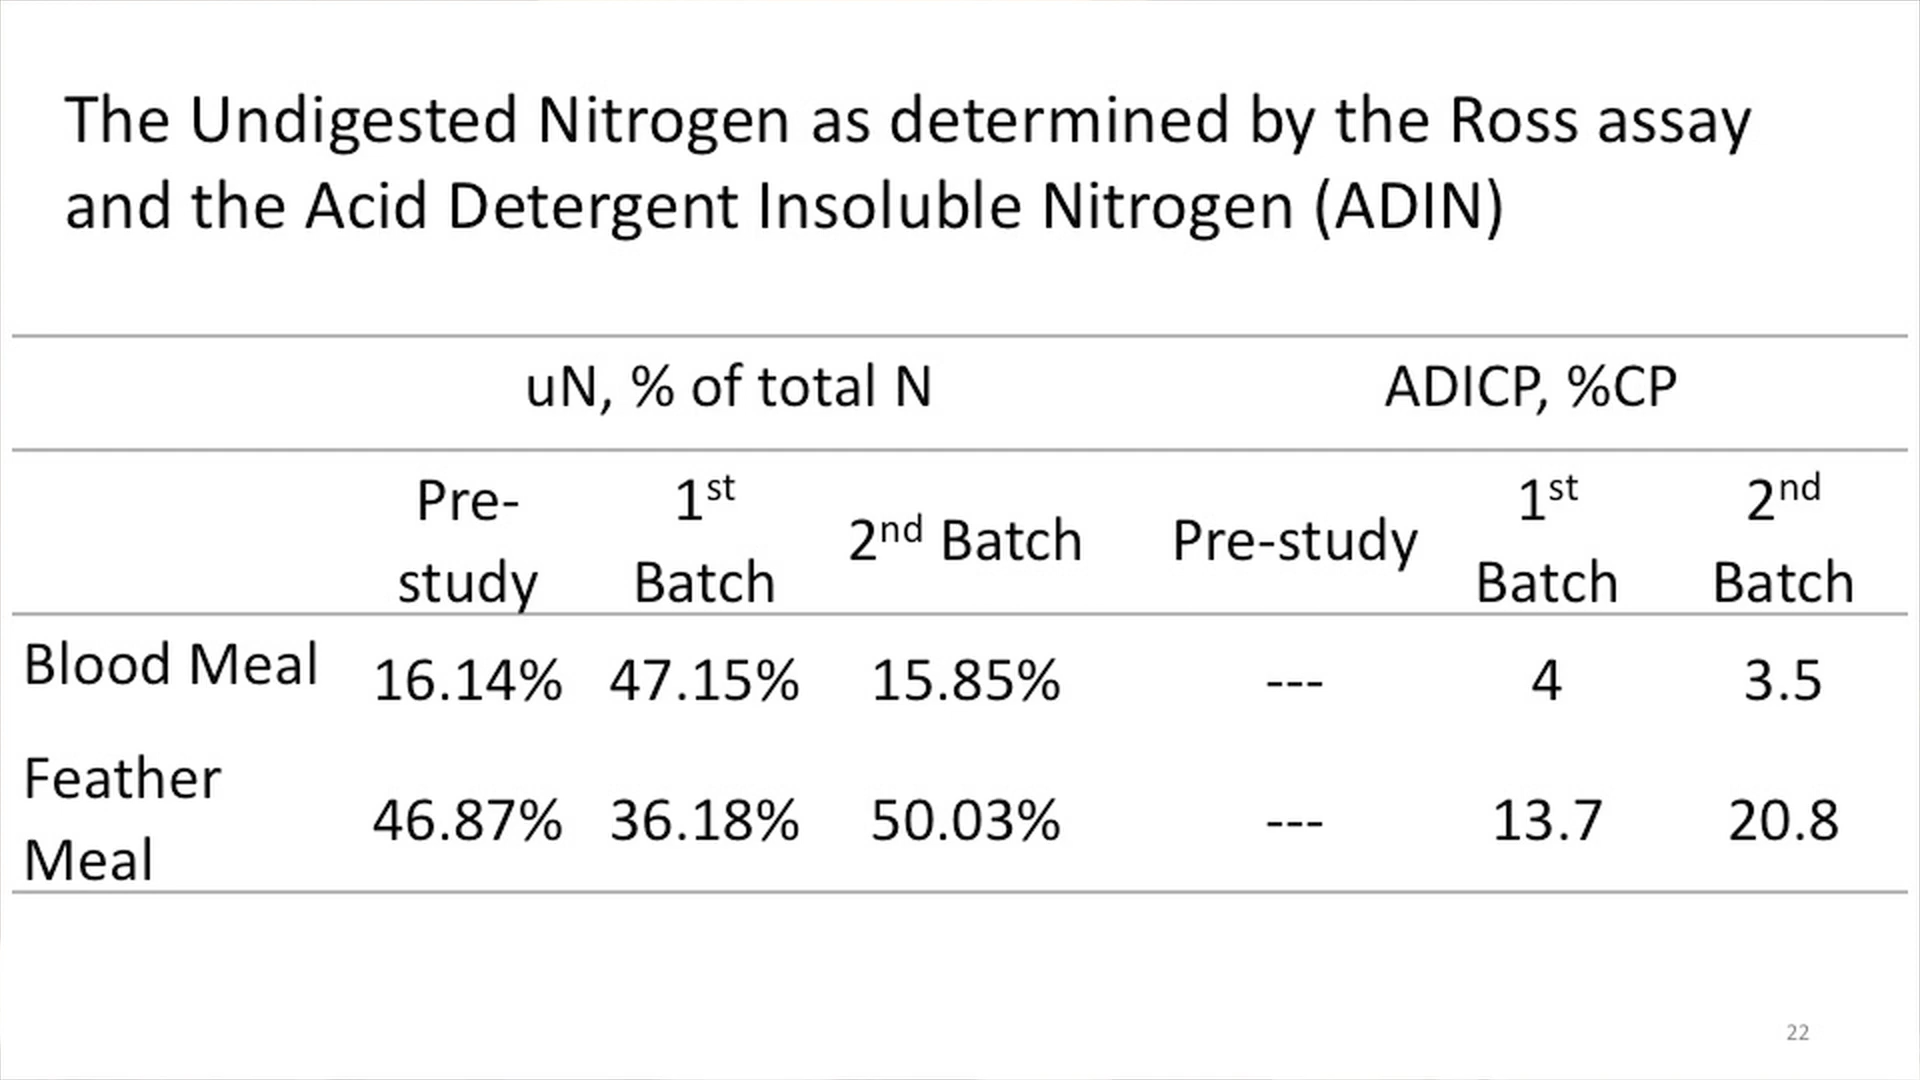 The Undigested Nitrogen as determined by the Ross assay
and the Acid Detergent Insoluble Nitrogen (ADIN)
uN, % of total N ADICP, %CP
Pre-study 1st Batch 2nd Batch Pre-study 1st Batch 2nd Batch
Blood Meal 16.14% 47.15% 15.85% --- 4 3.5
Feather Meal 46.87% 36.18% 50.03% --- 13.7 20.8
22